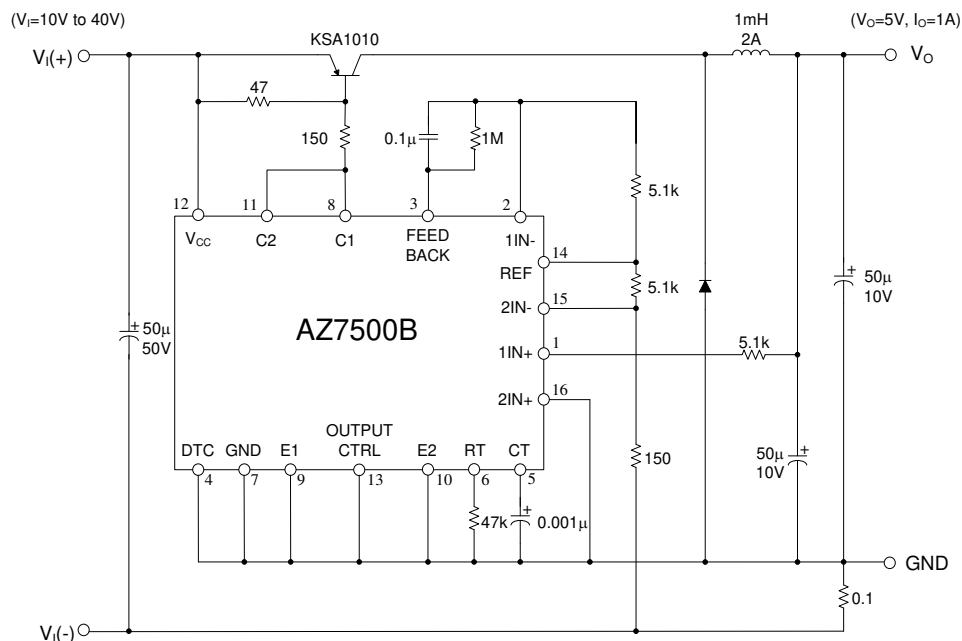 (VI=10V to 40V)
KSA1010
1mH
2A
(VO=5V, IO=1A)
VI(+)
VO
47
150
0.1μ
1M
5.1k
12
11
8
3
2
VCC
C2
C1
FEED
BACK
1IN-
14
REF
5.1k
15
2IN-
50μ
10V
AZ7500B
50μ
50V
1
1IN+
5.1k
16
2IN+
OUTPUT
CTRL
DTC
GND
E1
E2
RT
CT
150
50μ
10V
4
7
9
13
10
6
5
47k
0.001μ
GND
0.1
VI(-)